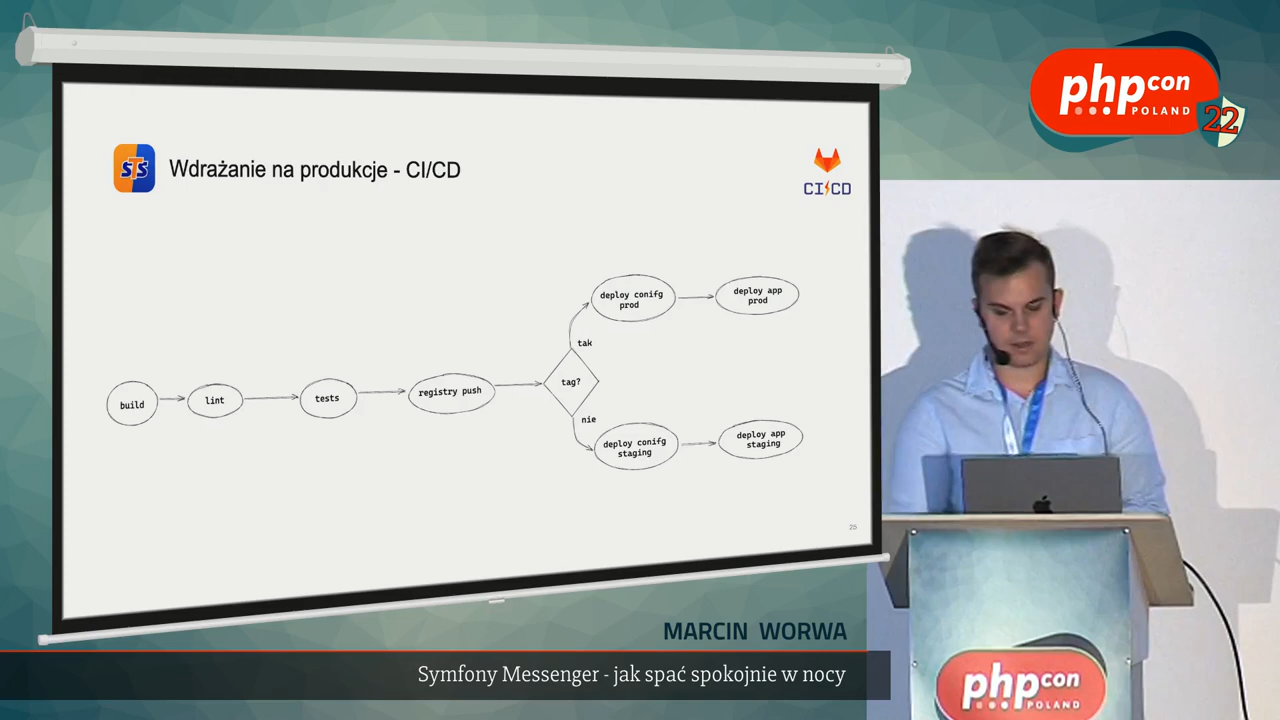 php con
POLAND
22
STS
Wdrażanie na produkcje - CI/CD
CI CD
deploy conifg
prod
deploy app
prod
tak
build
lint
tests
registry push
tag?
nie
deploy conifg
staging
deploy app
staging
25
MARCIN WORWA
Symfony Messenger - jak spać spokojnie w nocy
php con
POLAND